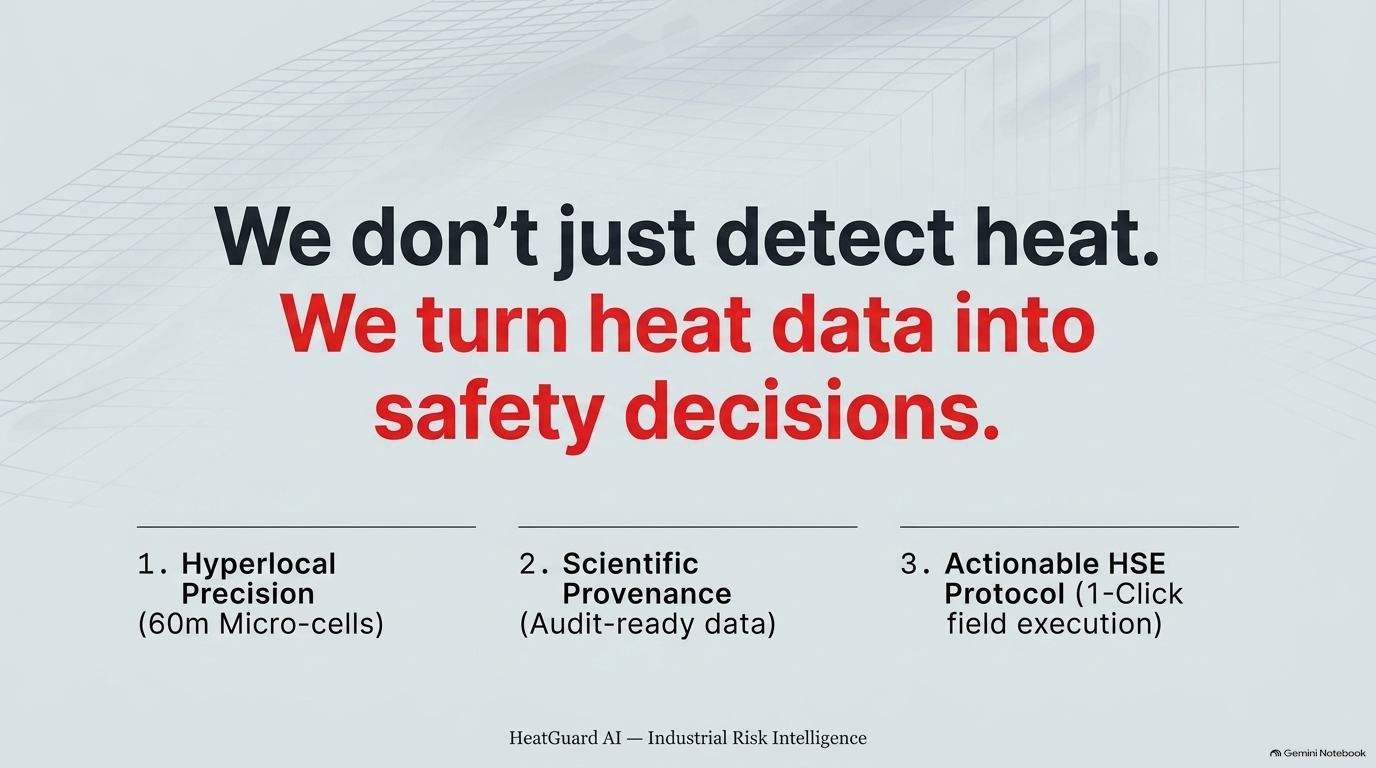 We don’t just detect heat.
We turn heat data into
safety decisions.
1. Hyperlocal
Precision
(60m Micro-cells)
2. Scientific
Provenance
(Audit-ready data)
3. Actionable HSE
Protocol (1-Click
field execution)
HeatGuard AI — Industrial Risk Intelligence
Gemini Notebook